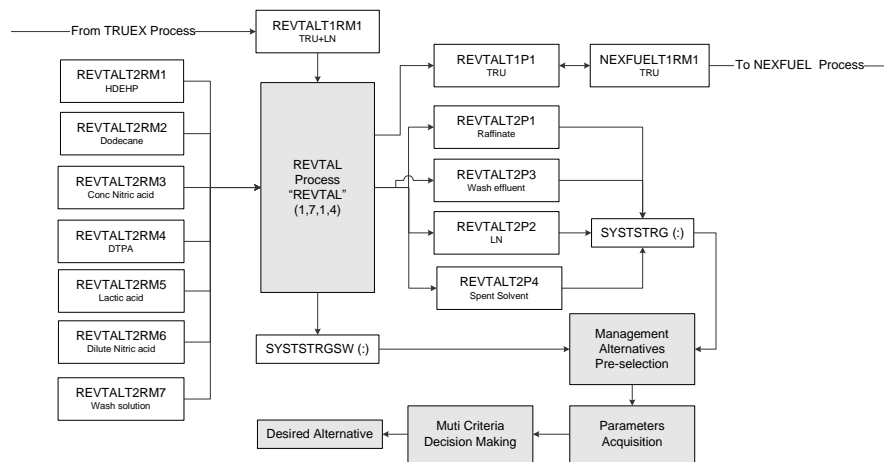 From TRUEX Process
REVTALT1RM1
TRU+LN
REVTALT2RM1
HDEHP
REVTALT2RM2
Dodecane
REVTALT2RM3
Conc Nitric acid
REVTALT2RM4
DTPA
REVTALT2RM5
Lactic acid
REVTALT2RM6
Dilute Nitric acid
REVTALT2RM7
Wash solution
REVTAL
Process
“REVTAL”
(1,7,1,4)
REVTALT1P1
TRU
NEXFUELT1RM1
TRU
To NEXFUEL Process
REVTALT2P1
Raffinate
REVTALT2P3
Wash effluent
REVTALT2P2
LN
REVTALT2P4
Spent Solvent
SYSTSTRG (:)
SYSTSTRGSW (:)
Management
Alternatives
Pre-selection
Parameters
Acquisition
Muti Criteria
Decision Making
Desired Alternative